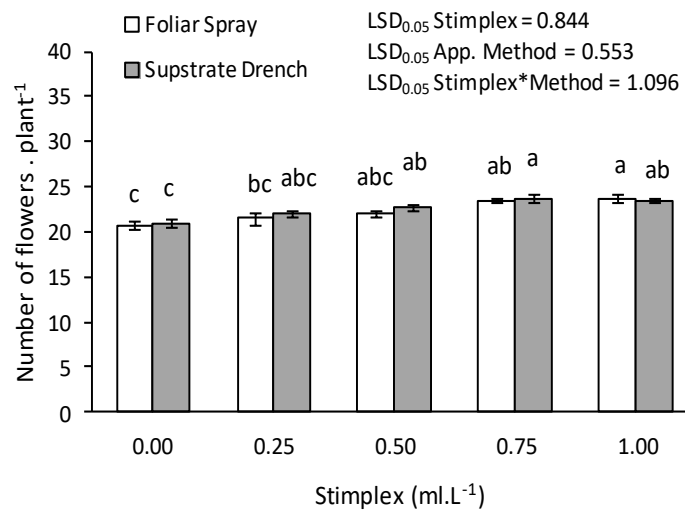 Foliar Spray
Supstrate Drench
LSD0.05 Stimplex = 0.844
LSD0.05 App. Method = 0.553
LSD0.05 Stimplex*Method = 1.096
Number of flowers . plant-1
40
35
30
25
20
15
10
5
0
c c bc abc abc ab ab a a ab
0.00 0.25 0.50 0.75 1.00
Stimplex (ml.L-1)